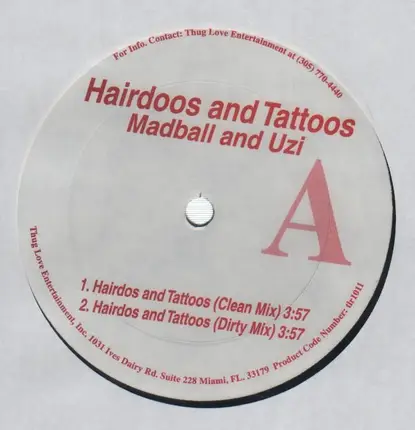 For Info. Contact: Thug Love Entertainment at (305) 770-4440
Hairdoos and Tattoos
Madball and Uzi
A
1. Hairdos and Tattoos (Clean Mix) 3:57
2. Hairdos and Tattoos (Dirty Mix) 3:57
Thug Love Entertainment, Inc. 1031 Ives Dairy Rd. Suite 228 Miami, FL. 33179 Product Code Number: tlr1011